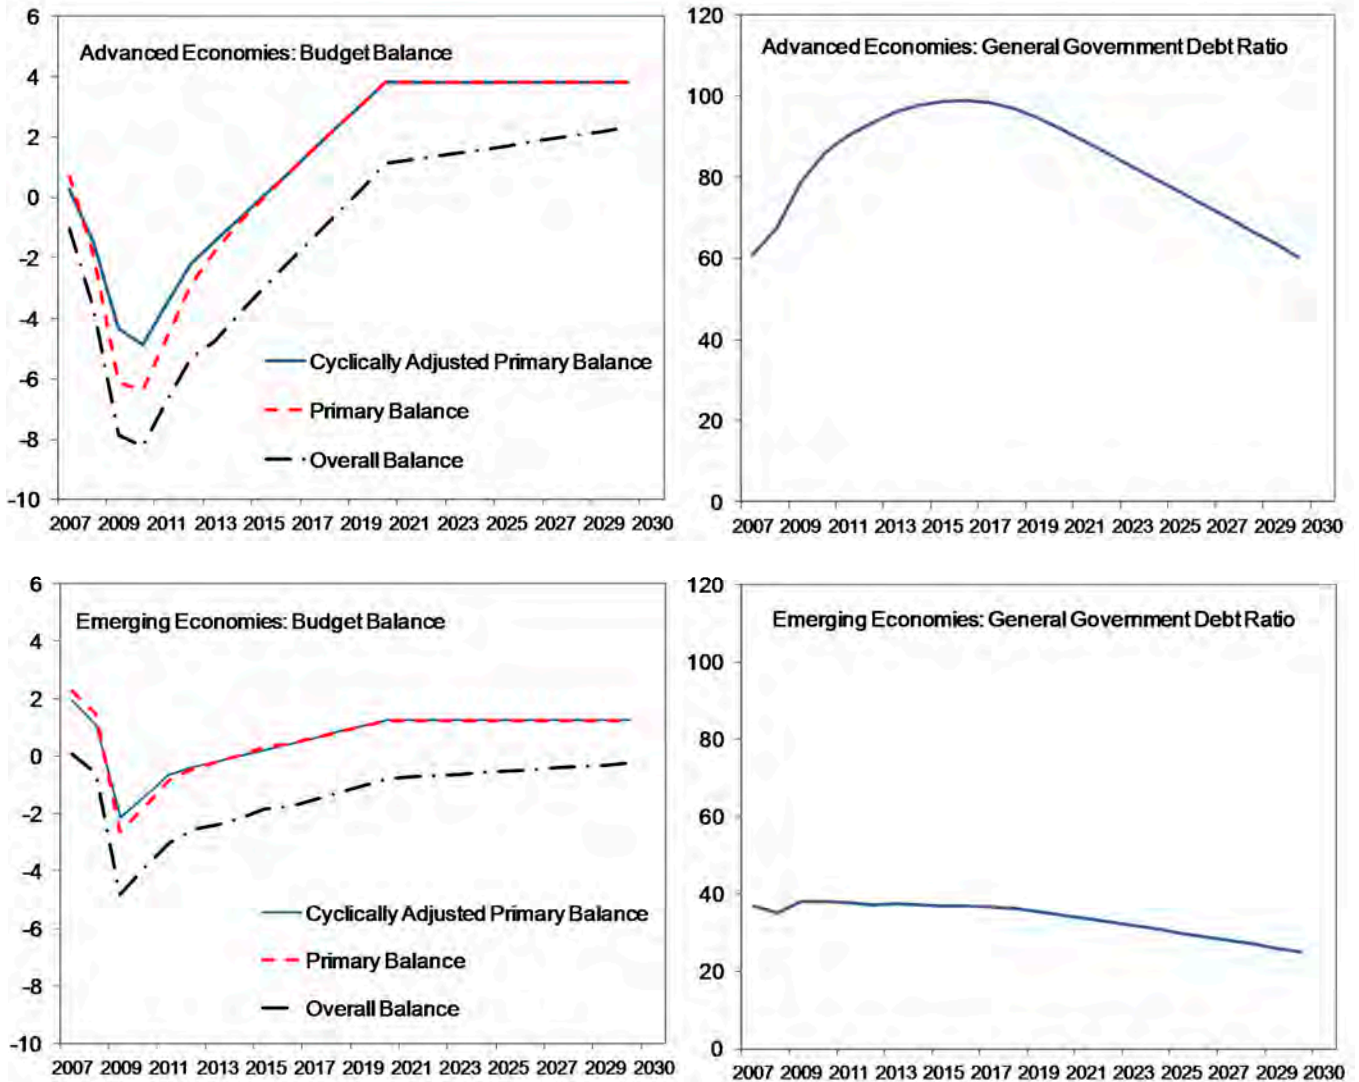 Advanced Economies: Budget Balance
6
4
2
0
-2
-4
-6
-8
-10
Cyclically Adjusted Primary Balance
Primary Balance
Overall Balance
2007 2009 2011 2013 2015 2017 2019 2021 2023 2025 2027 2029 2030
Advanced Economies: General Government Debt Ratio
120
100
80
60
40
20
0
2007 2009 2011 2013 2015 2017 2019 2021 2023 2025 2027 2029 2030
Emerging Economies: Budget Balance
6
4
2
0
-2
-4
-6
-8
-10
Cyclically Adjusted Primary Balance
Primary Balance
Overall Balance
2007 2009 2011 2013 2015 2017 2019 2021 2023 2025 2027 2029 2030
Emerging Economies: General Government Debt Ratio
120
100
80
60
40
20
0
2007 2009 2011 2013 2015 2017 2019 2021 2023 2025 2027 2029 2030